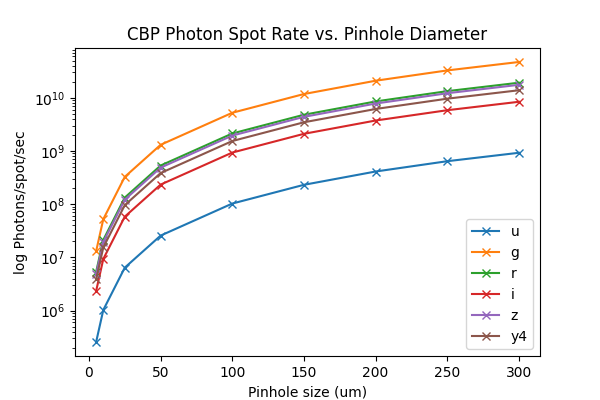 CBP Photon Spot Rate vs. Pinhole Diameter
log Photons/spot/sec
10^10
10^9
10^8
10^7
10^6
0 50 100 150 200 250 300
Pinhole size (um)
u
g
r
i
z
y4